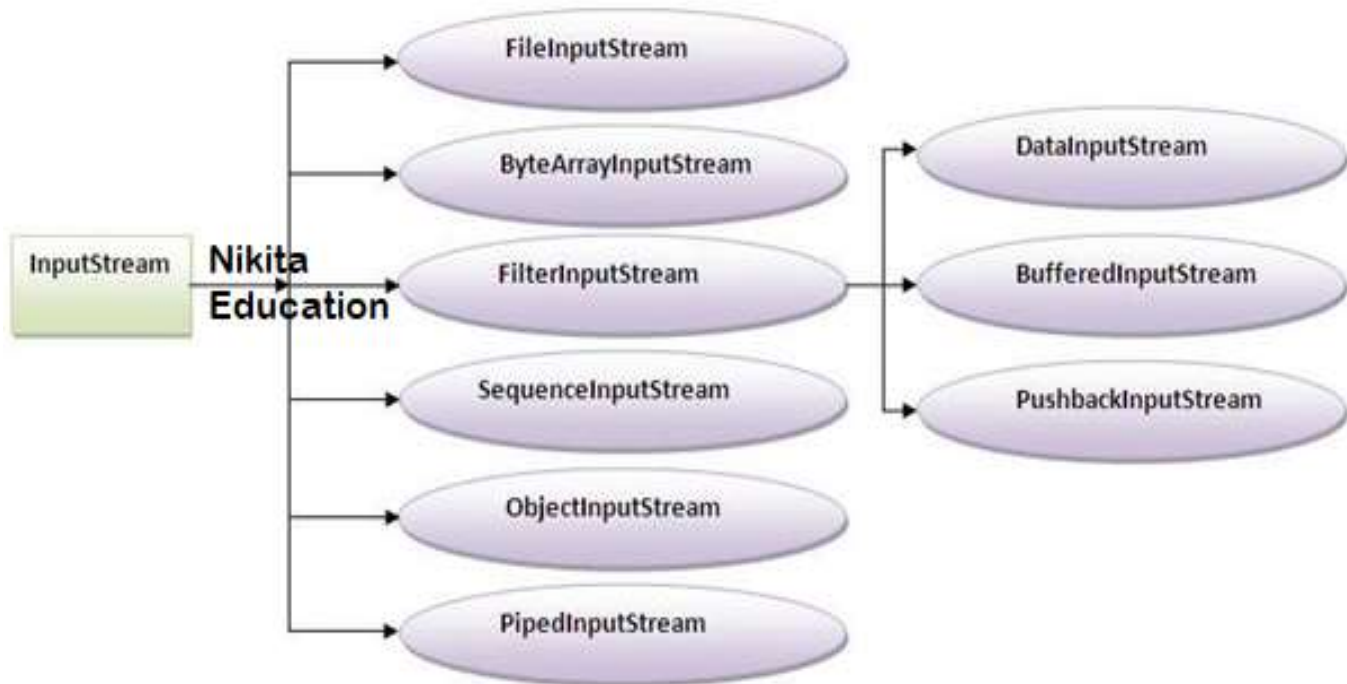 FileInputStream
ByteArrayInputStream
DataInputStream
InputStream
Nikita
Education
FilterInputStream
BufferedInputStream
SequenceInputStream
PushbackInputStream
ObjectInputStream
PipedInputStream